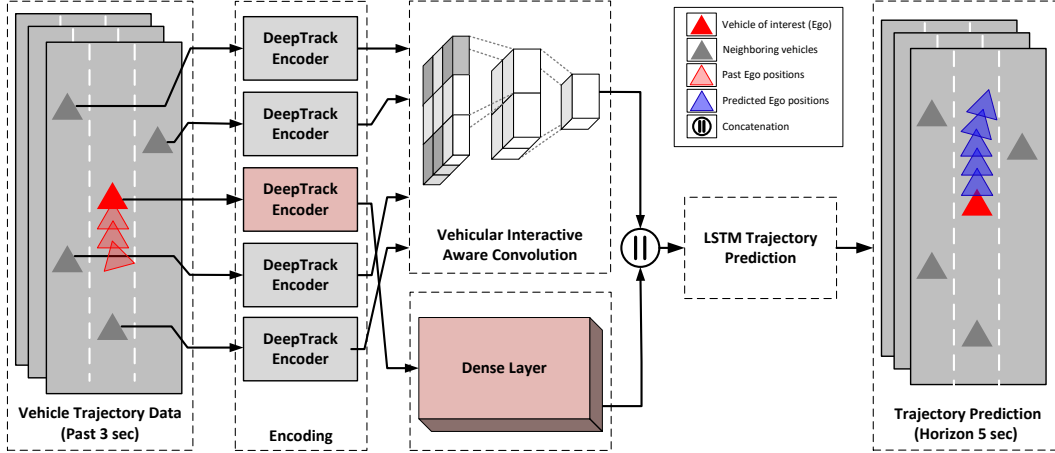 DeepTrack
Encoder
DeepTrack
Encoder
DeepTrack
Encoder
DeepTrack
Encoder
DeepTrack
Encoder
Vehicle Trajectory Data
(Past 3 sec)
Encoding
Vehicular Interactive
Aware Convolution
Dense Layer
LSTM Trajectory
Prediction
Vehicle of interest (Ego)
Neighboring vehicles
Past Ego positions
Predicted Ego positions
Concatenation
Trajectory Prediction
(Horizon 5 sec)